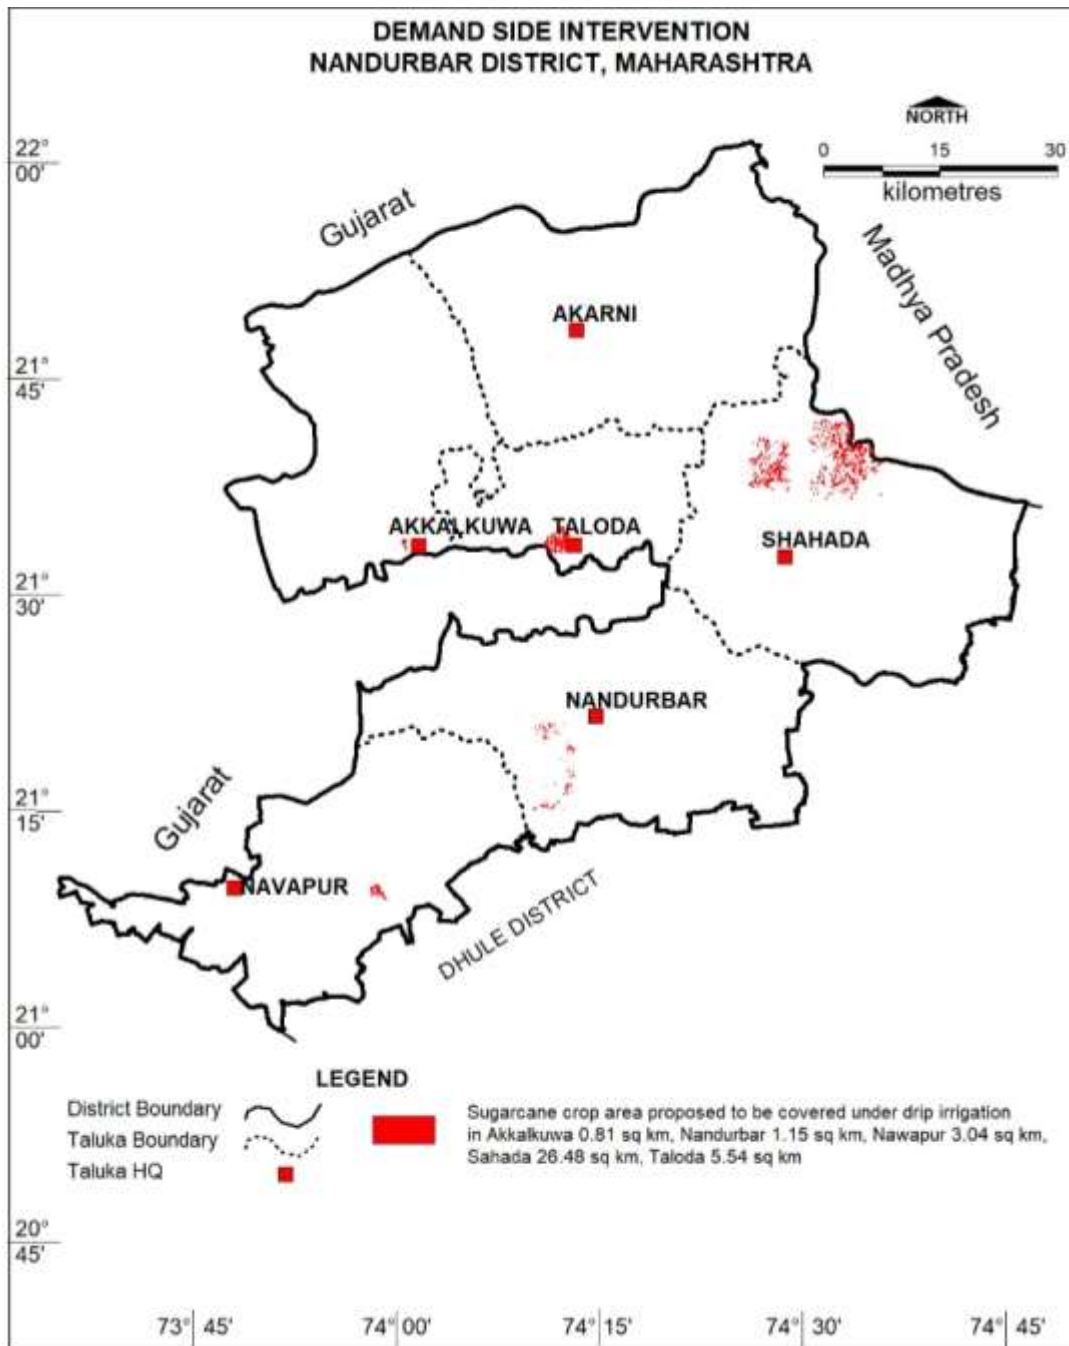 DEMAND SIDE INTERVENTION
NANDURBAR DISTRICT, MAHARASHTRA
NORTH
0 15 30
kilometres
22° 00'
Gujarat
Madhya Pradesh
AKARNI
21° 45'
AKKALKUWA TALODA
SHAHADA
21° 30'
NANDURBAR
21° 15'
Gujarat
NAVAPUR
DHULE DISTRICT
21° 00'
LEGEND
District Boundary
Taluka Boundary
Taluka HQ
Sugarcane crop area proposed to be covered under drip irrigation
in Akkalkuwa 0.81 sq km, Nandurbar 1.15 sq km, Nawapur 3.04 sq km,
Sahada 26.48 sq km, Taloda 5.54 sq km
20° 45'
73° 45' 74° 00' 74° 15' 74° 30' 74° 45'